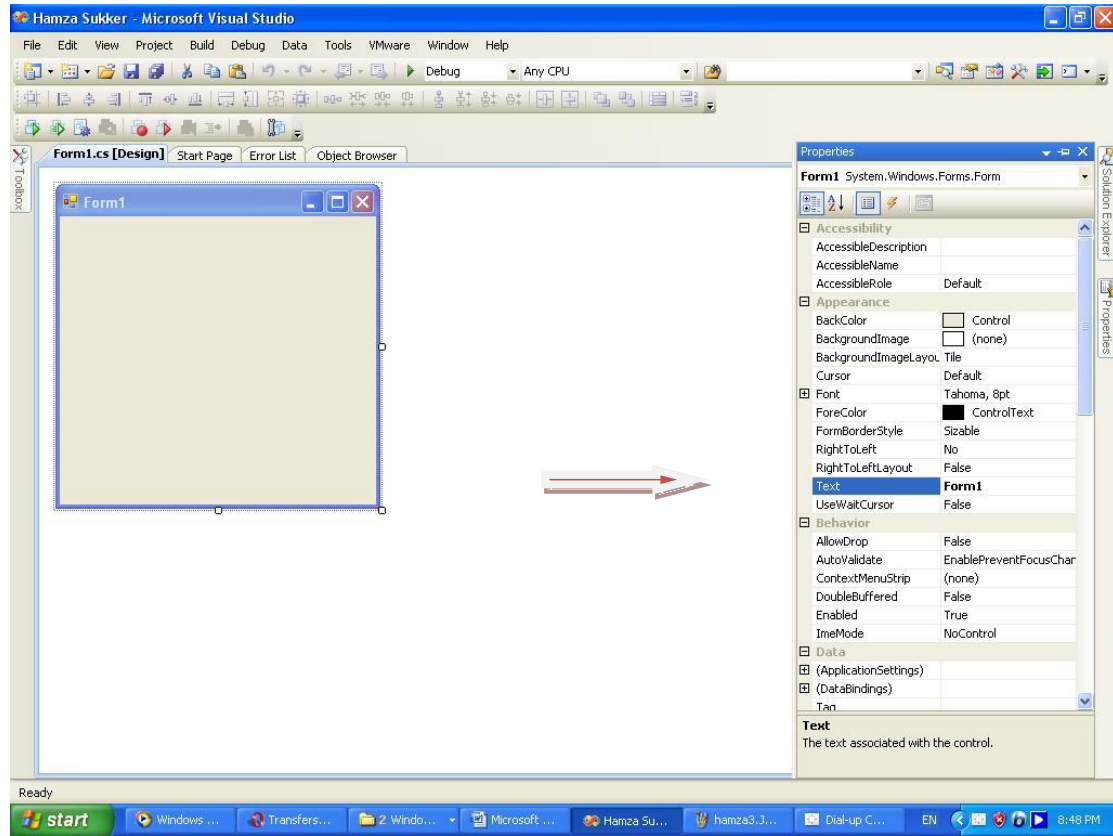 Hamza Sukker - Microsoft Visual Studio
File Edit View Project Build Debug Data Tools VMware Window Help
Debug Any CPU
Form1.cs [Design] Start Page Error List Object Browser
Toolbox
Form1
Properties
Form1 System.Windows.Forms.Form
Accessibility
AccessibleDescription
AccessibleName
AccessibleRole Default
Appearance
BackColor Control
BackgroundImage (none)
BackgroundImageLayou Tile
Cursor Default
Font Tahoma, 8pt
ForeColor ControlText
FormBorderStyle Sizable
RightToLeft No
RightToLeftLayout False
Text Form1
UseWaitCursor False
Behavior
AllowDrop False
AutoValidate EnablePreventFocusChar
ContextMenuStrip (none)
DoubleBuffered False
Enabled True
ImeMode NoControl
Data
(ApplicationSettings)
(DataBindings)
Tag
Text
The text associated with the control.
Solution Explorer
Properties
Ready
start Windows ... Transfers... 2 Windo... Microsoft ... Hamza Su... hamza3.J... Dial-up C... EN 8:48 PM